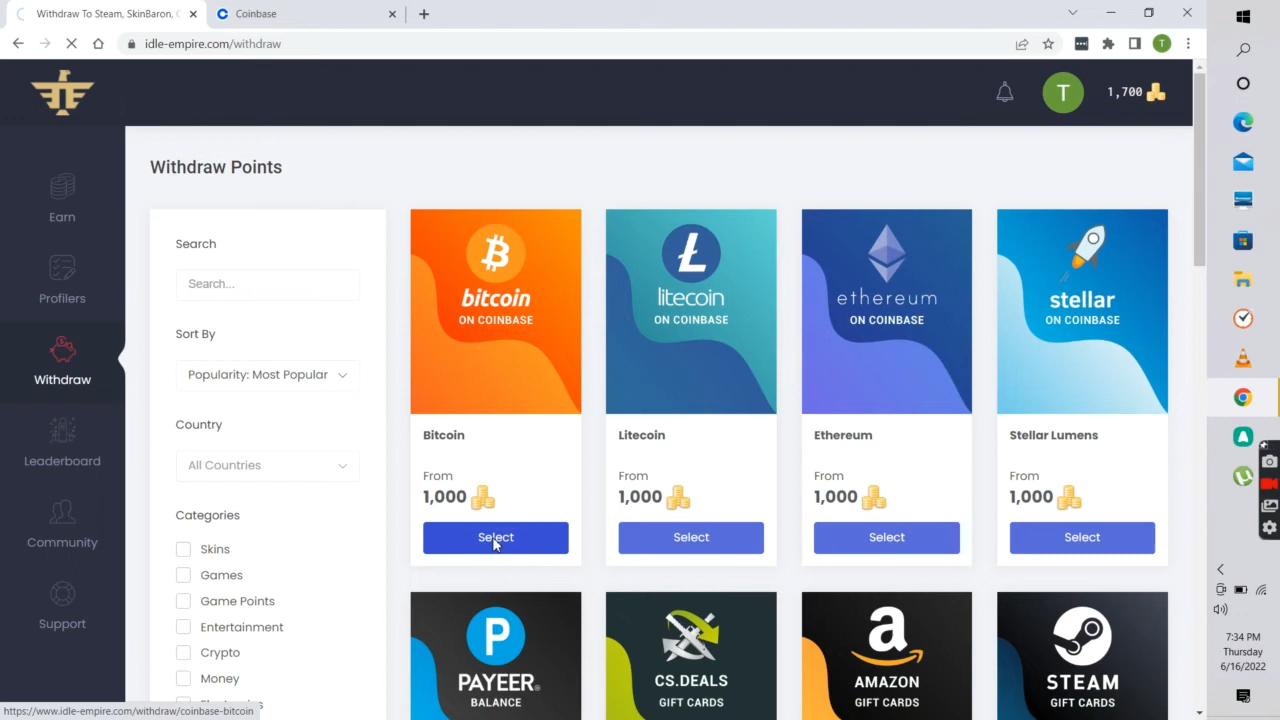 Withdraw To Steam, SkinBaron, C
Coinbase
idle-empire.com/withdraw
T
T
1,700
Earn
Profilers
Withdraw
Leaderboard
Community
Support
Withdraw Points
Search
Search...
Sort By
Popularity: Most Popular
Country
All Countries
Categories
Skins
Games
Game Points
Entertainment
Crypto
Money
bitcoin
ON COINBASE
Bitcoin
From
1,000
Select
litecoin
ON COINBASE
Litecoin
From
1,000
Select
ethereum
ON COINBASE
Ethereum
From
1,000
Select
stellar
ON COINBASE
Stellar Lumens
From
1,000
Select
PAYEER®
BALANCE
CS.DEALS
GIFT CARDS
AMAZON
GIFT CARDS
STEAM
GIFT CARDS
https://www.idle-empire.com/withdraw/coinbase-bitcoin
7:34 PM
Thursday
6/16/2022